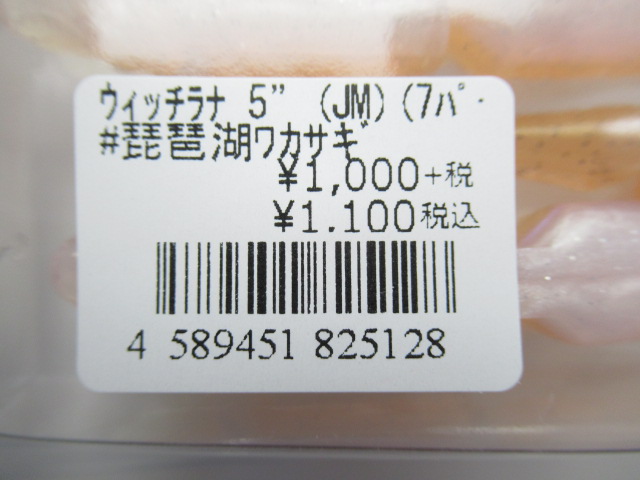 ウィッチラナ 5” (JM) (7パ・
#琵琶湖ワカサギ
¥1,000+税
¥1.100税込
4 589451 825128